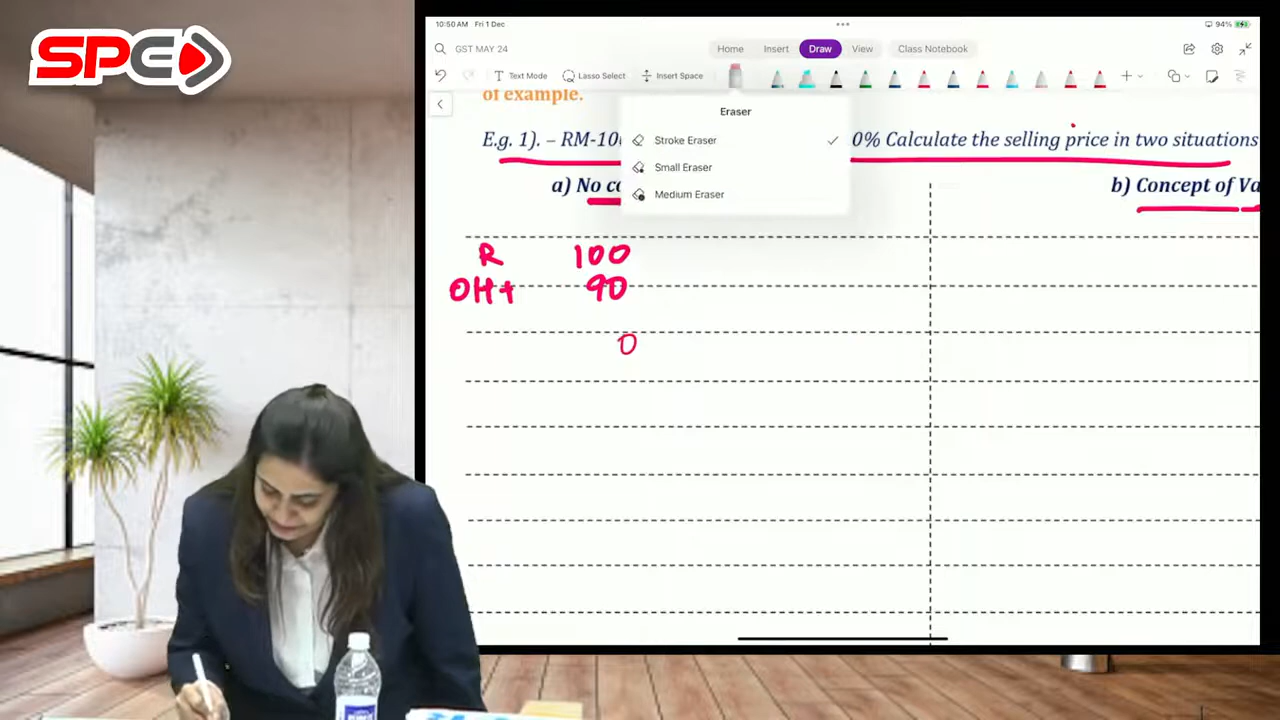 SPE
10:50 AM Fri 1 Dec
94%
GST MAY 24
Home Insert Draw View Class Notebook
Text Mode Lasso Select Insert Space
of example.
Eraser
Stroke Eraser
Small Eraser
Medium Eraser
E.g. 1). – RM-100 0% Calculate the selling price in two situations
a) No co
b) Concept of Va
R 100
OH+ 90
0